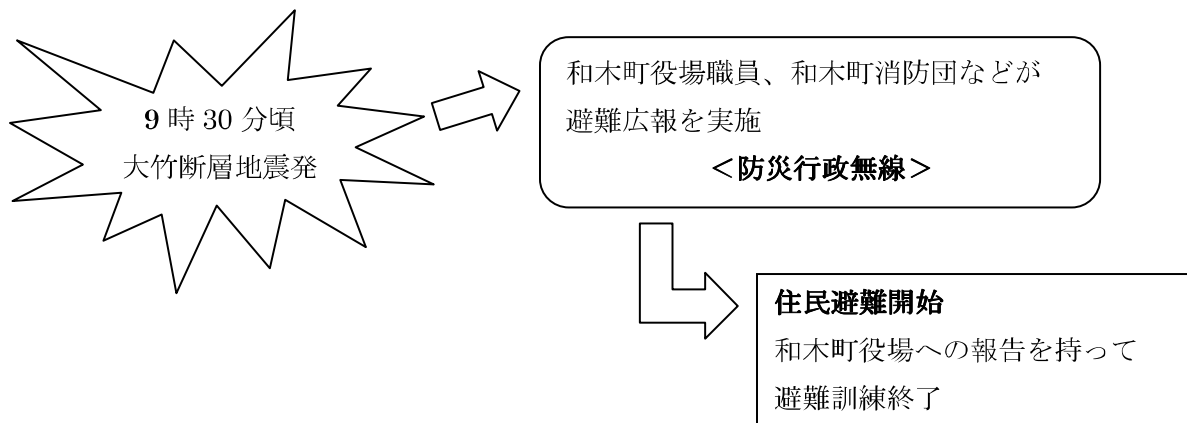 9 時 30 分頃
大竹断層地震発
和木町役場職員、和木町消防団などが
避難広報を実施
＜防災行政無線＞
住民避難開始
和木町役場への報告を持って
避難訓練終了